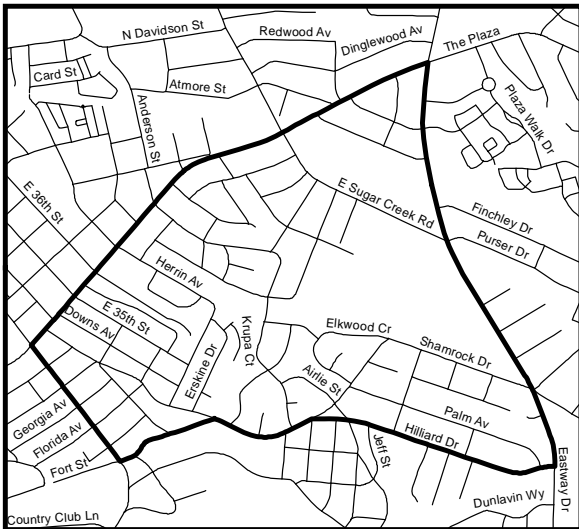 N Davidson St
Redwood Av
Dinglewood Av
The Plaza
Card St
Atmore St
Anderson St
Plaza Walk Dr
E 36th St
E Sugar Creek Rd
Finchley Dr
Purser Dr
Herrin Av
E 35th St
Downs Av
Krupa Ct
Elkwood Cr
Shamrock Dr
Erskine Dr
Airlie St
Georgia Av
Florida Av
Fort St
Palm Av
Hilliard Dr
Jeff St
Eastway Dr
Dunlavin Wy
Country Club Ln